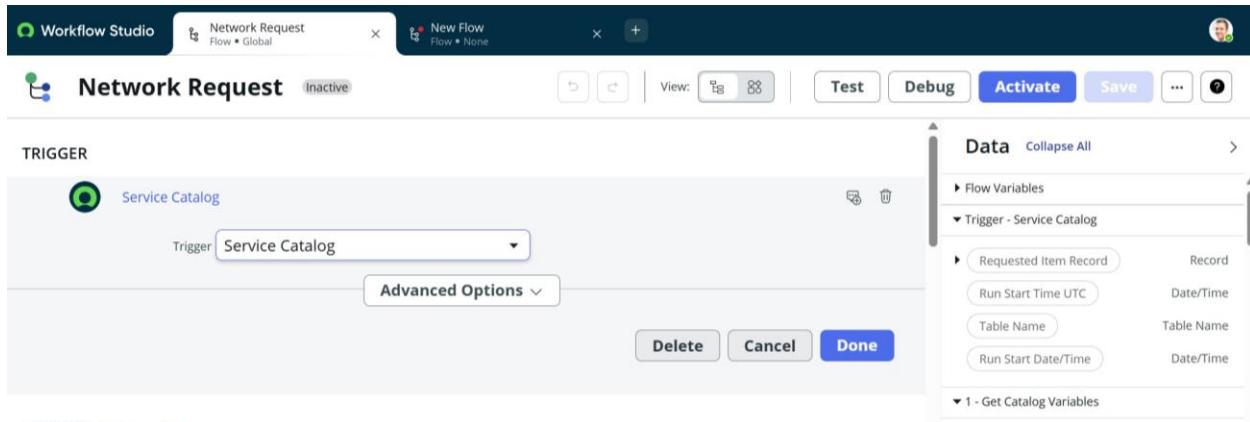 Workflow Studio
Network Request
Flow • Global
New Flow
Flow • None
Network Request Inactive View: Test Debug Activate Save
TRIGGER
Service Catalog
Trigger Service Catalog
Advanced Options
Delete Cancel Done
Data Collapse All
Flow Variables
Trigger - Service Catalog
Requested Item Record Record
Run Start Time UTC Date/Time
Table Name Table Name
Run Start Date/Time Date/Time
1 - Get Catalog Variables